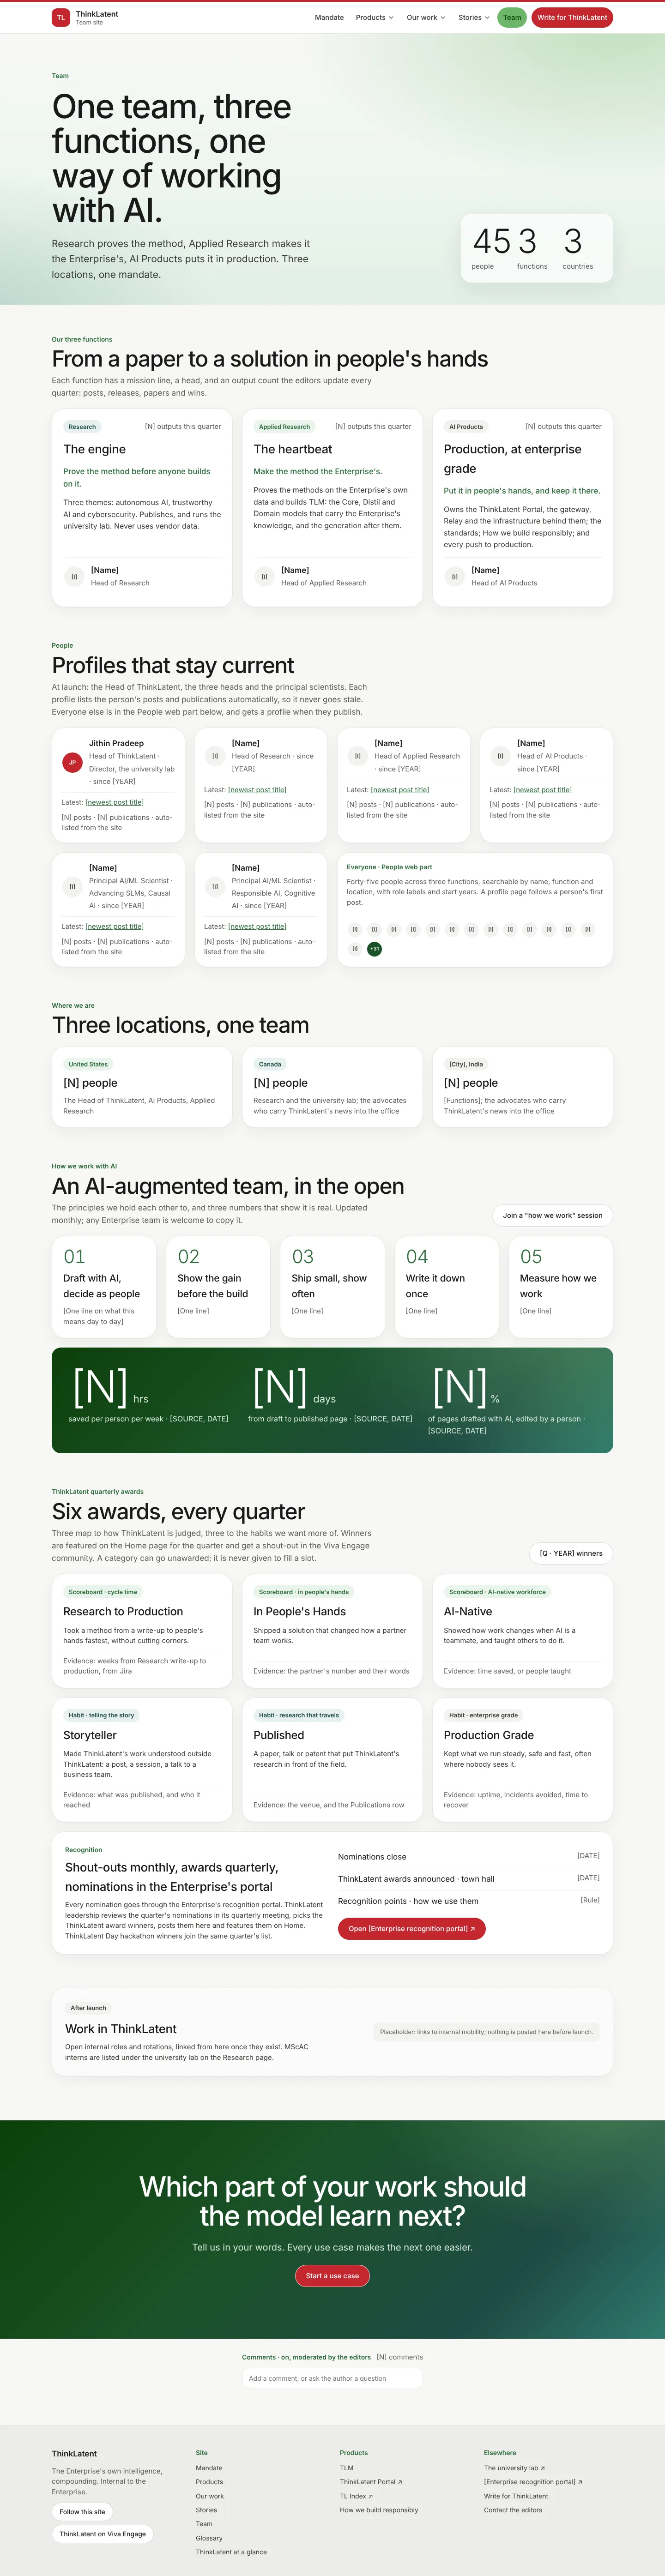 TL
ThinkLatent
Team site
Mandate
Products
Our work
Stories
Team
Write for ThinkLatent
Team
One team, three
functions, one
way of working
with AI.
Research proves the method, Applied Research makes it
the Enterprise's, AI Products puts it in production. Three
locations, one mandate.
45 3 3
people functions countries
Our three functions
From a paper to a solution in people's hands
Each function has a mission line, a head, and an output count the editors update every
quarter: posts, releases, papers and wins.
Research
[N] outputs this quarter
The engine
Prove the method before anyone builds
on it.
Three themes: autonomous AI, trustworthy
AI and cybersecurity. Publishes, and runs the
university lab. Never uses vendor data.
[I]
[Name]
Head of Research
Applied Research
[N] outputs this quarter
The heartbeat
Make the method the Enterprise's.
Proves the methods on the Enterprise's own
data and builds TLM: the Core, Distil and
Domain models that carry the Enterprise's
knowledge, and the generation after them.
[I]
[Name]
Head of Applied Research
AI Products
[N] outputs this quarter
Production, at enterprise
grade
Put it in people's hands, and keep it there.
Owns the ThinkLatent Portal, the gateway,
Relay and the infrastructure behind them; the
standards; How we build responsibly; and
every push to production.
[I]
[Name]
Head of AI Products
People
Profiles that stay current
At launch: the Head of ThinkLatent, the three heads and the principal scientists. Each
profile lists the person's posts and publications automatically, so it never goes stale.
Everyone else is in the People web part below, and gets a profile when they publish.
JP
Jithin Pradeep
Head of ThinkLatent ·
Director, the university lab
· since [YEAR]
Latest: [newest post title]
[N] posts · [N] publications · auto-
listed from the site
[I]
[Name]
Head of Research · since
[YEAR]
Latest: [newest post title]
[N] posts · [N] publications · auto-
listed from the site
[I]
[Name]
Head of Applied Research
· since [YEAR]
Latest: [newest post title]
[N] posts · [N] publications · auto-
listed from the site
[I]
[Name]
Head of AI Products ·
since [YEAR]
Latest: [newest post title]
[N] posts · [N] publications · auto-
listed from the site
[I]
[Name]
Principal AI/ML Scientist ·
Advancing SLMs, Causal
AI · since [YEAR]
Latest: [newest post title]
[N] posts · [N] publications · auto-
listed from the site
[I]
[Name]
Principal AI/ML Scientist ·
Responsible AI, Cognitive
AI · since [YEAR]
Latest: [newest post title]
[N] posts · [N] publications · auto-
listed from the site
Everyone · People web part
Forty-five people across three functions, searchable by name, function and
location, with role labels and start years. A profile page follows a person's first
post.
[I] [I] [I] [I] [I] [I] [I] [I] [I] [I] [I] [I] [I]
[I] +31
Where we are
Three locations, one team
United States
[N] people
The Head of ThinkLatent, AI Products, Applied
Research
Canada
[N] people
Research and the university lab; the advocates
who carry ThinkLatent's news into the office
[City], India
[N] people
[Functions]; the advocates who carry
ThinkLatent's news into the office
How we work with AI
An AI-augmented team, in the open
The principles we hold each other to, and three numbers that show it is real. Updated
monthly; any Enterprise team is welcome to copy it.
Join a "how we work" session
01
Draft with AI,
decide as people
[One line on what this
means day to day]
02
Show the gain
before the build
[One line]
03
Ship small, show
often
[One line]
04
Write it down
once
[One line]
05
Measure how we
work
[One line]
[N] hrs
saved per person per week · [SOURCE, DATE]
[N] days
from draft to published page · [SOURCE, DATE]
[N]%
of pages drafted with AI, edited by a person ·
[SOURCE, DATE]
ThinkLatent quarterly awards
Six awards, every quarter
Three map to how ThinkLatent is judged, three to the habits we want more of. Winners
are featured on the Home page for the quarter and get a shout-out in the Viva Engage
community. A category can go unawarded; it is never given to fill a slot.
[Q · YEAR] winners
Scoreboard · cycle time
Research to Production
Took a method from a write-up to people's
hands fastest, without cutting corners.
Evidence: weeks from Research write-up to
production, from Jira
Scoreboard · in people's hands
In People's Hands
Shipped a solution that changed how a partner
team works.
Evidence: the partner's number and their words
Scoreboard · AI-native workforce
AI-Native
Showed how work changes when AI is a
teammate, and taught others to do it.
Evidence: time saved, or people taught
Habit · telling the story
Storyteller
Made ThinkLatent's work understood outside
ThinkLatent: a post, a session, a talk to a
business team.
Evidence: what was published, and who it
reached
Habit · research that travels
Published
A paper, talk or patent that put ThinkLatent's
research in front of the field.
Evidence: the venue, and the Publications row
Habit · enterprise grade
Production Grade
Kept what we run steady, safe and fast, often
where nobody sees it.
Evidence: uptime, incidents avoided, time to
recover
Recognition
Shout-outs monthly, awards quarterly,
nominations in the Enterprise's portal
Every nomination goes through the Enterprise's recognition portal. ThinkLatent
leadership reviews the quarter's nominations in its quarterly meeting, picks the
ThinkLatent award winners, posts them here and features them on Home.
ThinkLatent Day hackathon winners join the same quarter's list.
Nominations close [DATE]
ThinkLatent awards announced · town hall [DATE]
Recognition points · how we use them [Rule]
Open [Enterprise recognition portal] ↗
After launch
Work in ThinkLatent
Open internal roles and rotations, linked from here once they exist. MScAC
interns are listed under the university lab on the Research page.
Placeholder: links to internal mobility; nothing is posted here before launch.
Which part of your work should
the model learn next?
Tell us in your words. Every use case makes the next one easier.
Start a use case
Comments · on, moderated by the editors [N] comments
Add a comment, or ask the author a question
ThinkLatent
The Enterprise's own intelligence,
compounding. Internal to the
Enterprise.
Follow this site
ThinkLatent on Viva Engage
Site
Mandate
Products
Our work
Stories
Team
Glossary
ThinkLatent at a glance
Products
TLM
ThinkLatent Portal ↗
TL Index ↗
How we build responsibly
Elsewhere
The university lab ↗
[Enterprise recognition portal] ↗
Write for ThinkLatent
Contact the editors